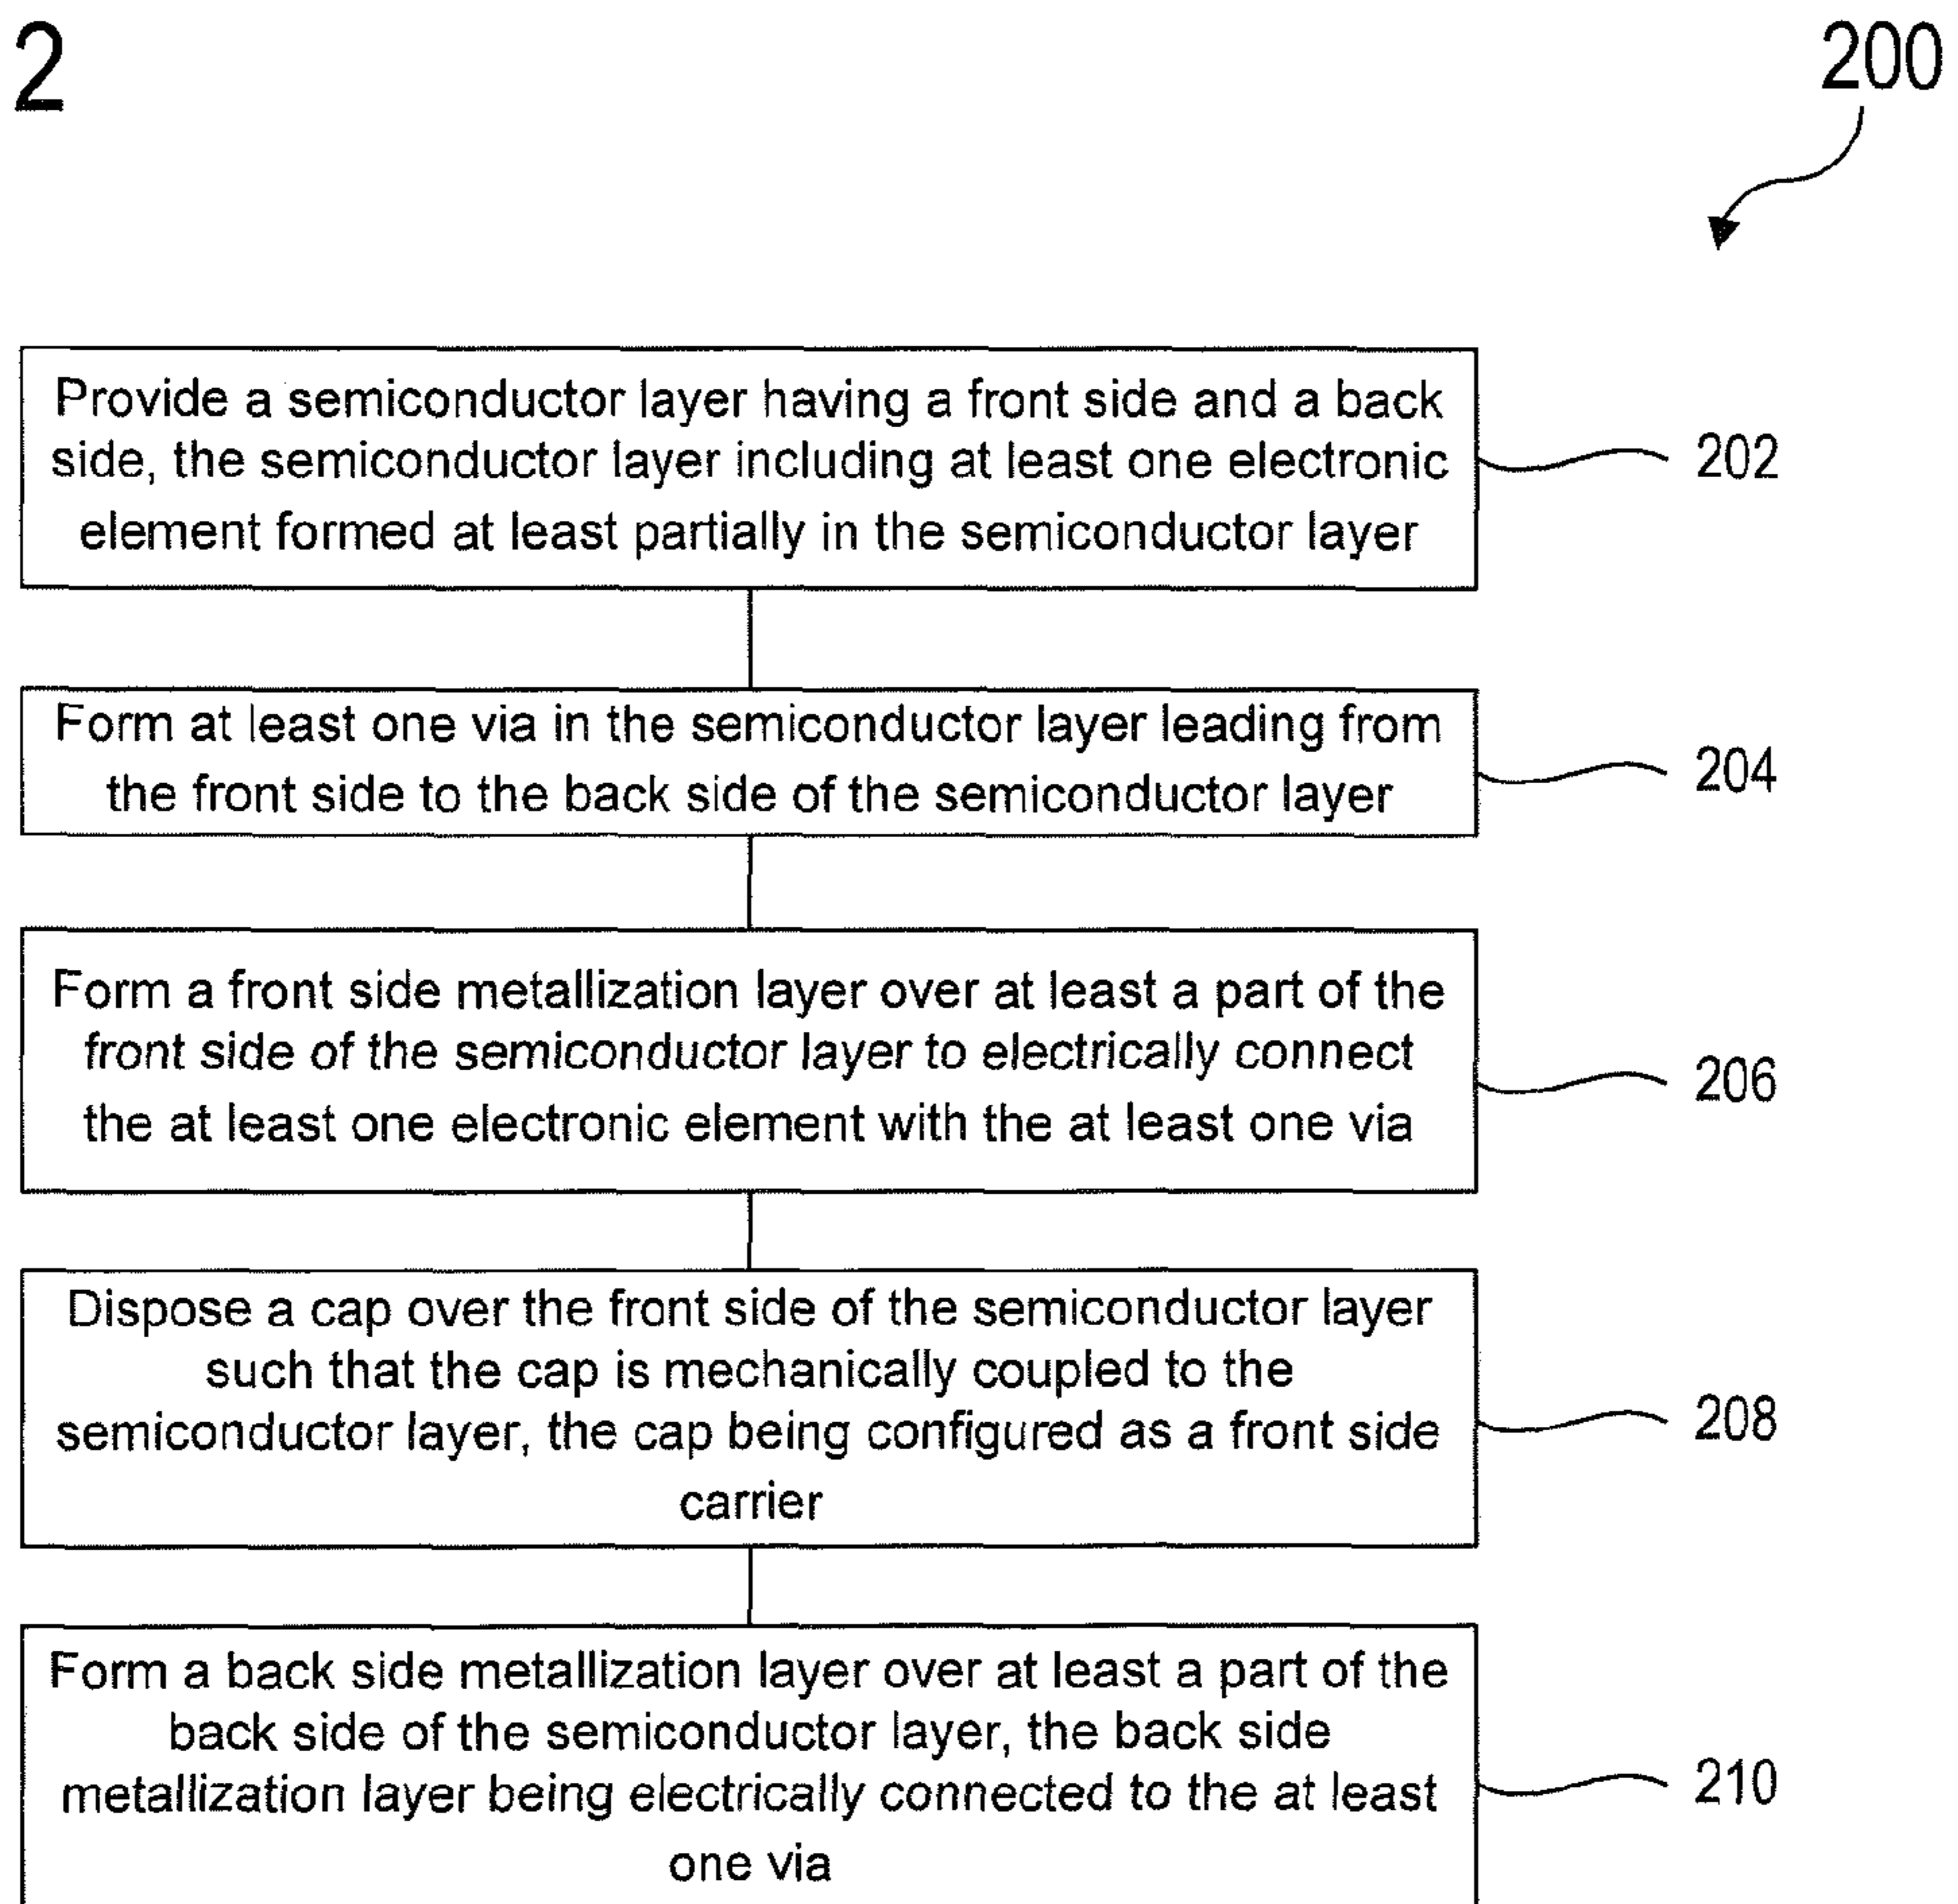 2
200
Provide a semiconductor layer having a front side and a back
side, the semiconductor layer including at least one electronic
element formed at least partially in the semiconductor layer
202
Form at least one via in the semiconductor layer leading from
the front side to the back side of the semiconductor layer
204
Form a front side metallization layer over at least a part of the
front side of the semiconductor layer to electrically connect
the at least one electronic element with the at least one via
206
Dispose a cap over the front side of the semiconductor layer
such that the cap is mechanically coupled to the
semiconductor layer, the cap being configured as a front side
carrier
208
Form a back side metallization layer over at least a part of the
back side of the semiconductor layer, the back side
metallization layer being electrically connected to the at least
one via
210